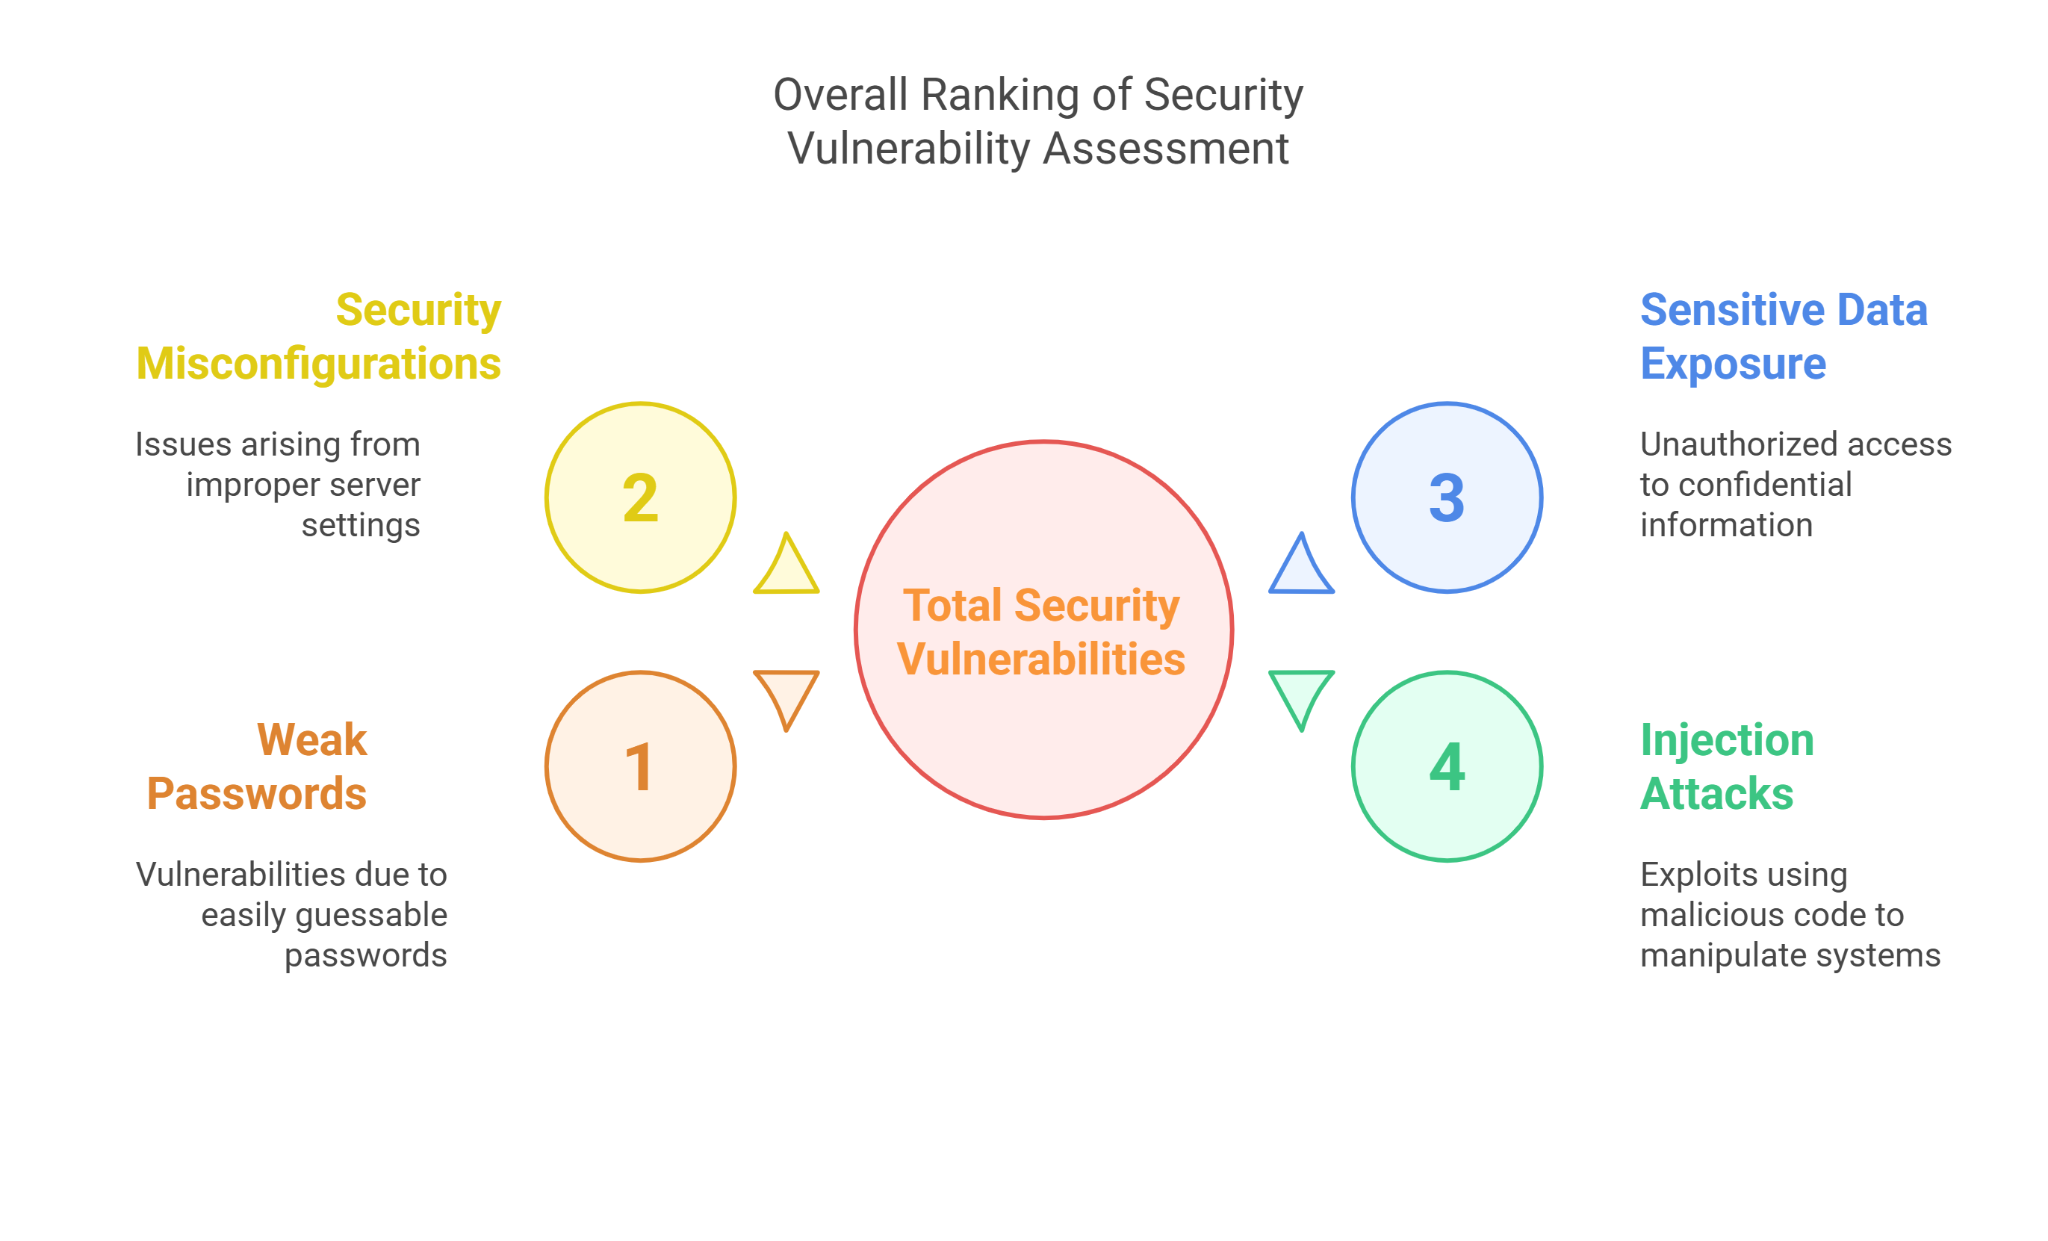 Overall Ranking of Security
Vulnerability Assessment
Security
Misconfigurations
Issues arising from
improper server
settings
2
Weak
Passwords
Vulnerabilities due to
easily guessable
passwords
1
Total Security
Vulnerabilities
3
Sensitive Data
Exposure
Unauthorized access
to confidential
information
4
Injection
Attacks
Exploits using
malicious code to
manipulate systems